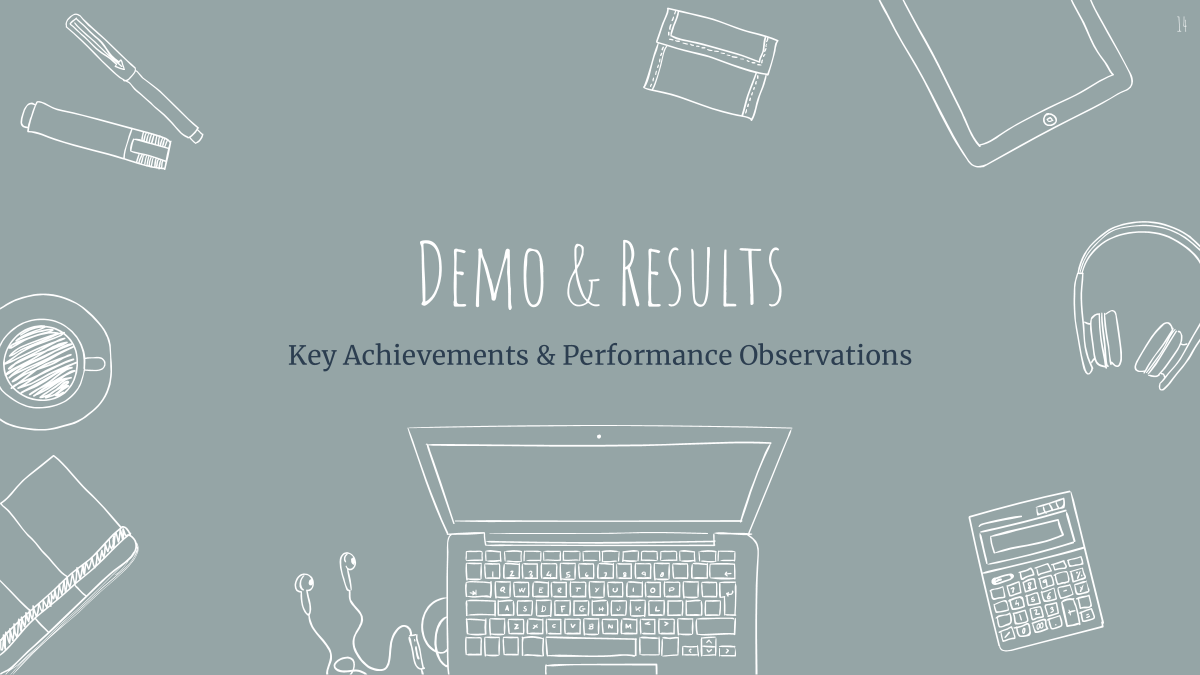 14
Demo & Results
Key Achievements & Performance Observations